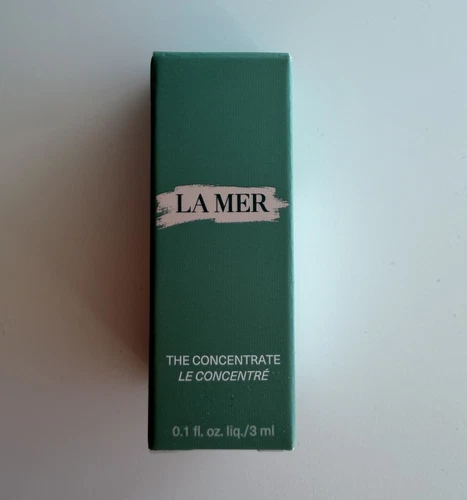 LA MER
THE CONCENTRATE
LE CONCENTRÉ
0.1 fl. oz. liq./3 ml